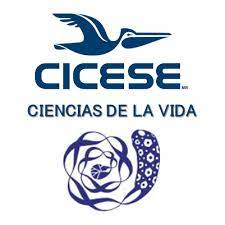 CICESE
CIENCIAS DE LA VIDA